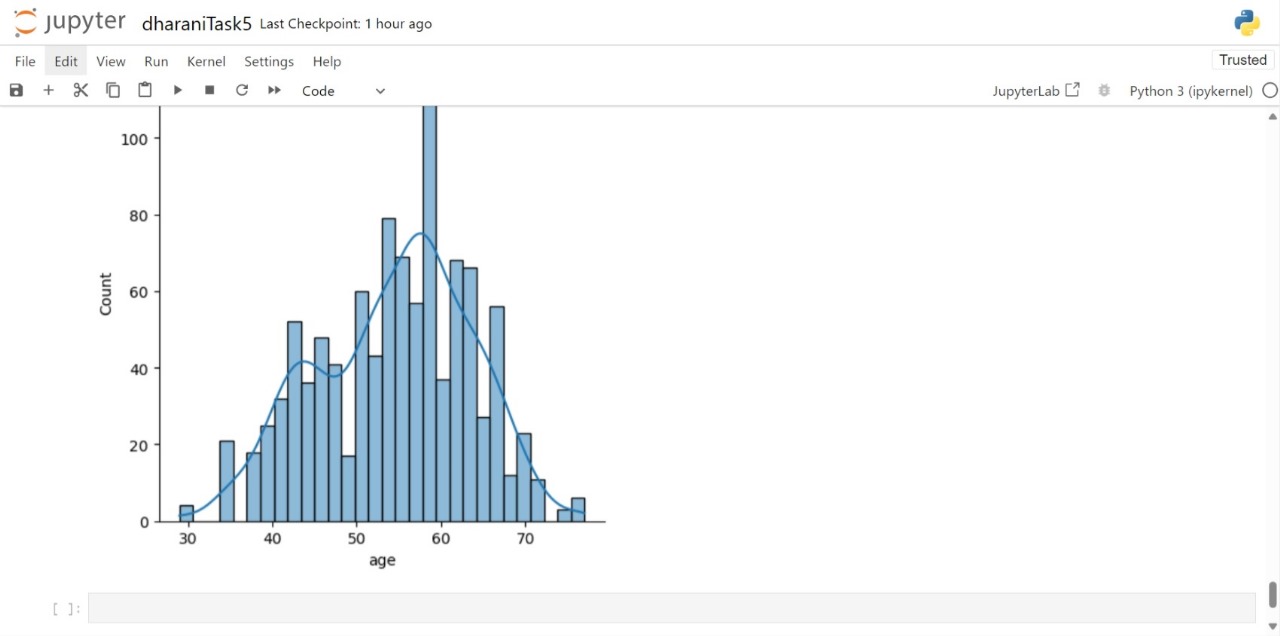 jupyter dharaniTask5 Last Checkpoint: 1 hour ago
File Edit View Run Kernel Settings Help Trusted
Code JupyterLab Python 3 (ipykernel)
100
80
60
40
20
0
Count
30 40 50 60 70
age
[ ]: